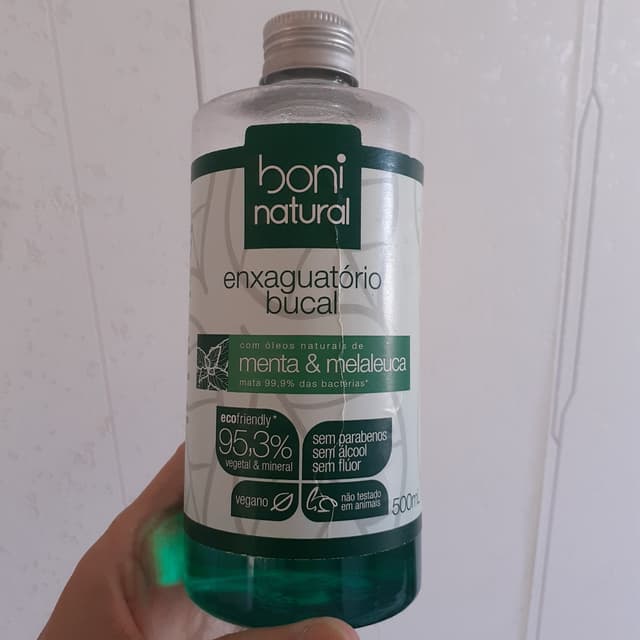 boni
natural
enxaguatório
bucal
com óleos naturais de
menta & melaleuca
mata 99,9% das bactérias*
ecofriendly*
95,3%
vegetal & mineral
sem parabenos
sem álcool
sem flúor
vegano
não testado
em animais
500mL